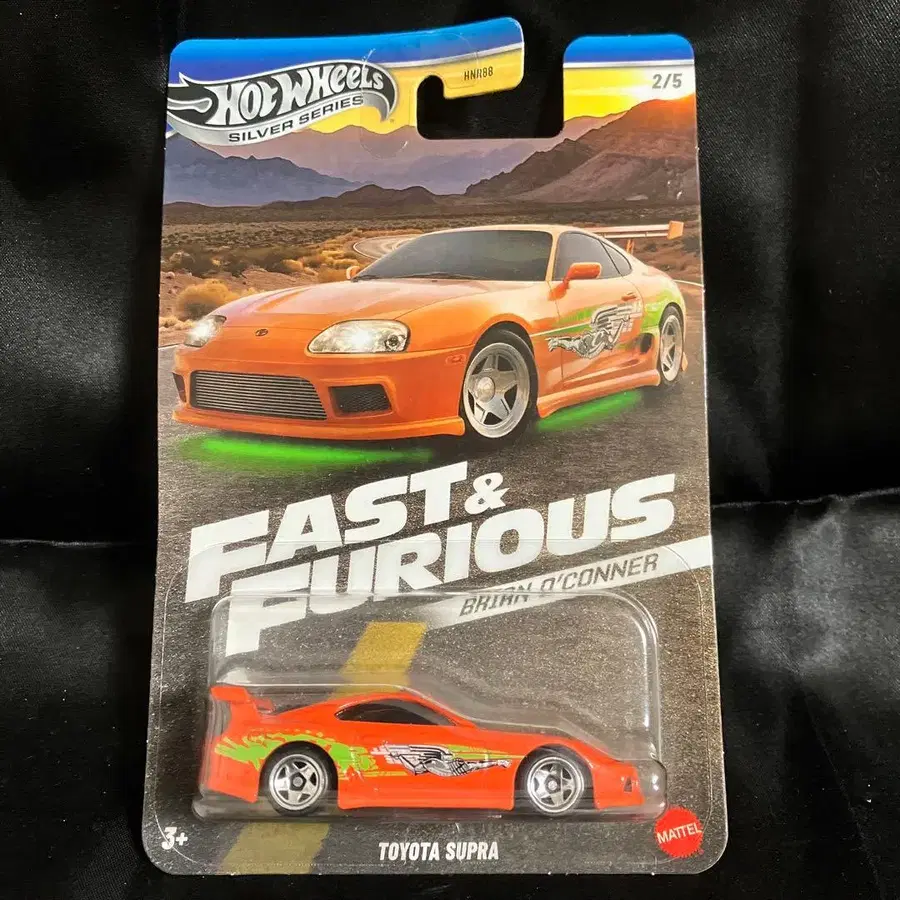 HOT WHEELS
SILVER SERIES
HNR88
2/5
FAST &
FURIOUS
BRIAN O'CONNER
3+
TOYOTA SUPRA
MATTEL